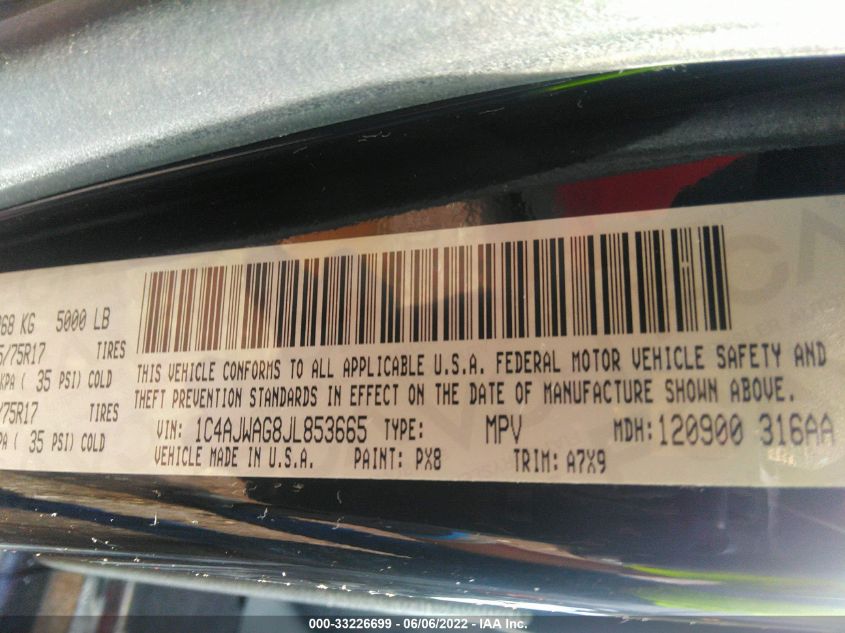 268 KG 5000 LB
5/75R17 TIRES
KPA ( 35 PSI) COLD
/75R17 TIRES
PA ( 35 PSI) COLD
THIS VEHICLE CONFORMS TO ALL APPLICABLE U.S.A. FEDERAL MOTOR VEHICLE SAFETY AND
THEFT PREVENTION STANDARDS IN EFFECT ON THE DATE OF MANUFACTURE SHOWN ABOVE.
VIN: 1C4AJWAG8JL853665 TYPE: MPV MDH: 120900 316AA
VEHICLE MADE IN U.S.A. PAINT: PX8 TRIM: A7X9
000-33226699 - 06/06/2022 - IAA Inc.